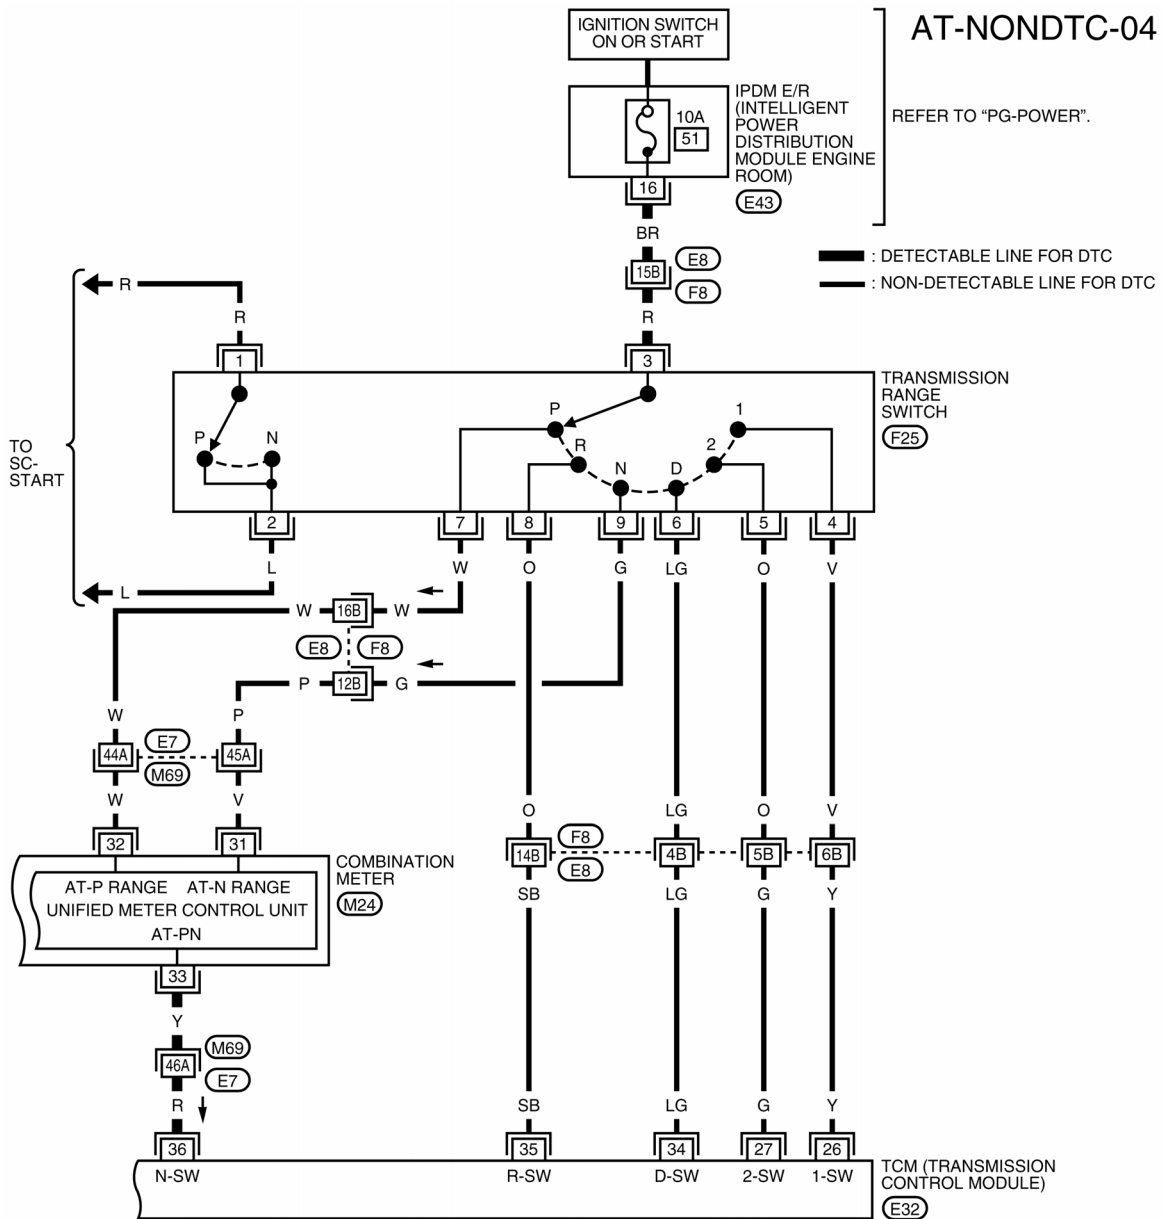 AT-NONDTC-04
IGNITION SWITCH
ON OR START
IPDM E/R
(INTELLIGENT
POWER
DISTRIBUTION
MODULE ENGINE
ROOM)
10A
51
REFER TO “PG-POWER”.
16
E43
BR
15B
E8
F8
R
: DETECTABLE LINE FOR DTC
: NON-DETECTABLE LINE FOR DTC
R
R
1
3
TRANSMISSION
RANGE
SWITCH
F25
P
N
P
R
N
D
2
1
TO
SC-
START
2
7
8
9
6
5
4
L
W
O
G
LG
O
V
L
W
16B
W
E8
F8
P
12B
G
W
P
44A
E7
M69
45A
W
V
O
LG
O
V
32
31
14B
F8
E8
4B
5B
6B
COMBINATION
METER
M24
AT-P RANGE
AT-N RANGE
UNIFIED METER CONTROL UNIT
AT-PN
SB
LG
G
Y
33
Y
46A
M69
E7
R
SB
LG
G
Y
36
35
34
27
26
N-SW
R-SW
D-SW
2-SW
1-SW
TCM (TRANSMISSION
CONTROL MODULE)
E32